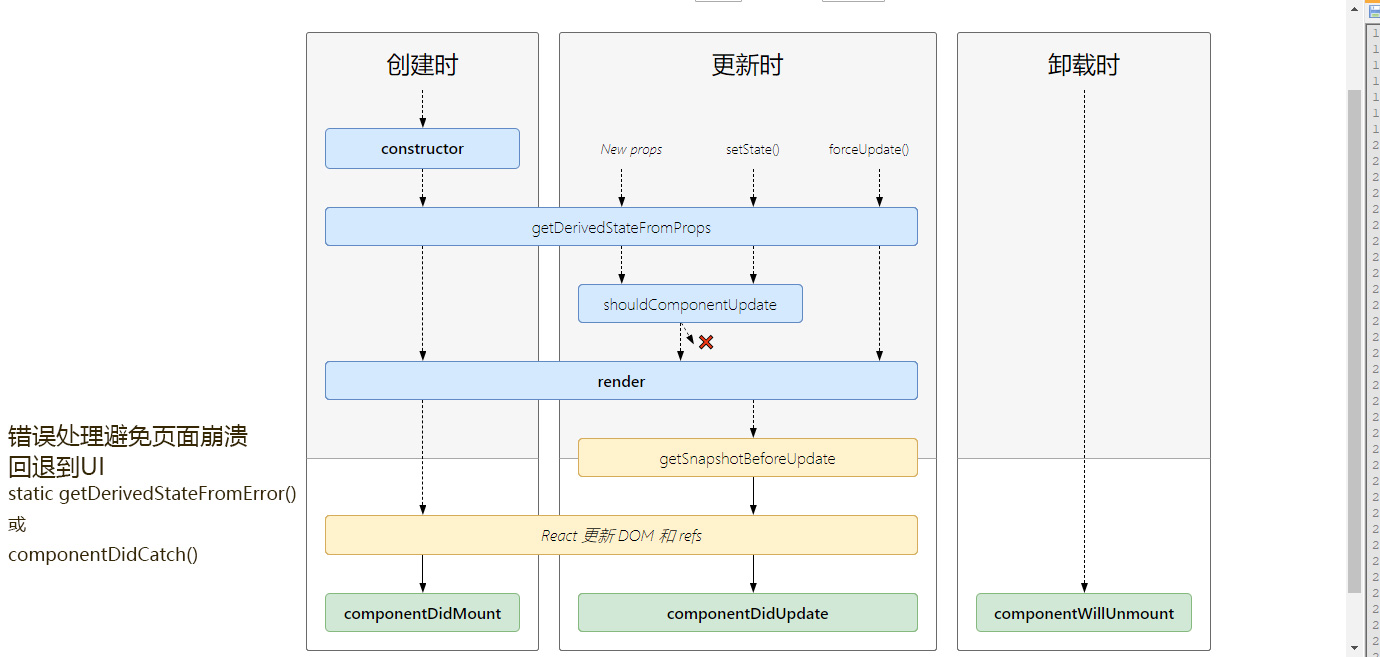 创建时
更新时
卸载时
constructor
New props
setState()
forceUpdate()
getDerivedStateFromProps
shouldComponentUpdate
render
错误处理避免页面崩溃
回退到UI
static getDerivedStateFromError()
或
componentDidCatch()
getSnapshotBeforeUpdate
React 更新 DOM 和 refs
componentDidMount
componentDidUpdate
componentWillUnmount